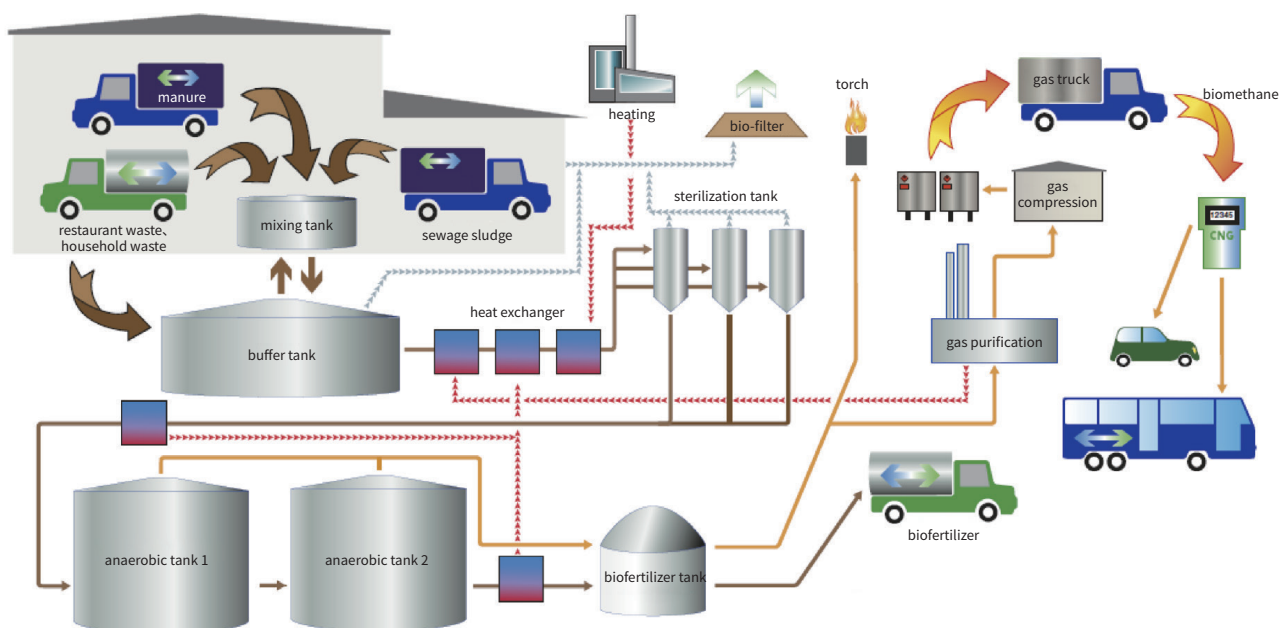 manure
restaurant waste、
household waste
mixing tank
sewage sludge
heating
bio-filter
torch
gas truck
biomethane
sterilization tank
gas
compression
12345
CNG
buffer tank
heat exchanger
gas purification
anaerobic tank 1
anaerobic tank 2
biofertilizer tank
biofertilizer